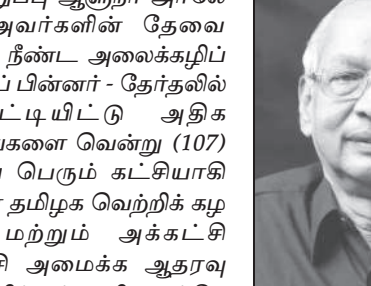 அவர்களின் தேவை
நீண்ட அலைக்கழிப்
பின்னர் - தேர்தலில்
ட்டியிட்டு அதிக
களை வென்று (107)
பெரும் கட்சியாகி
தமிழக வெற்றிக் கழ
மற்றும் அக்கட்சி
அமைக்க ஆதரவு